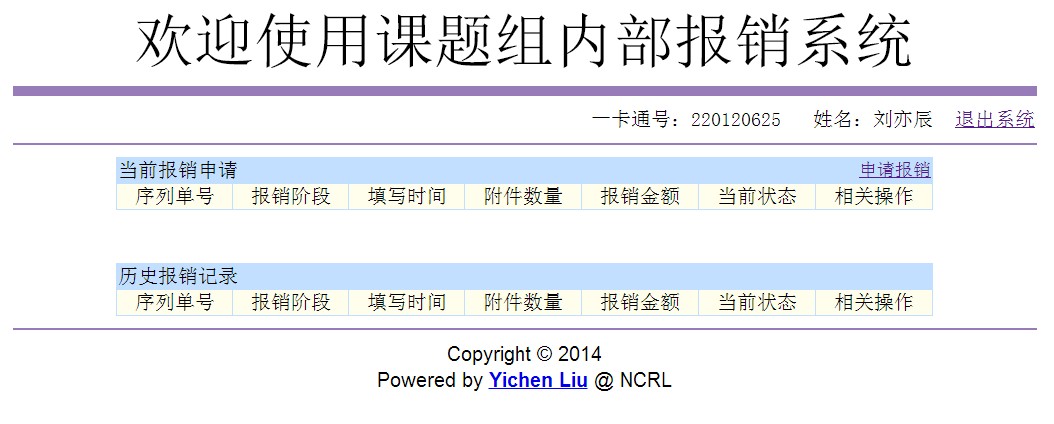 欢迎使用课题组内部报销系统
一卡通号：220120625 姓名：刘亦辰 退出系统
当前报销申请 申请报销
序列单号 报销阶段 填写时间 附件数量 报销金额 当前状态 相关操作
历史报销记录
序列单号 报销阶段 填写时间 附件数量 报销金额 当前状态 相关操作
Copyright © 2014
Powered by Yichen Liu @ NCRL